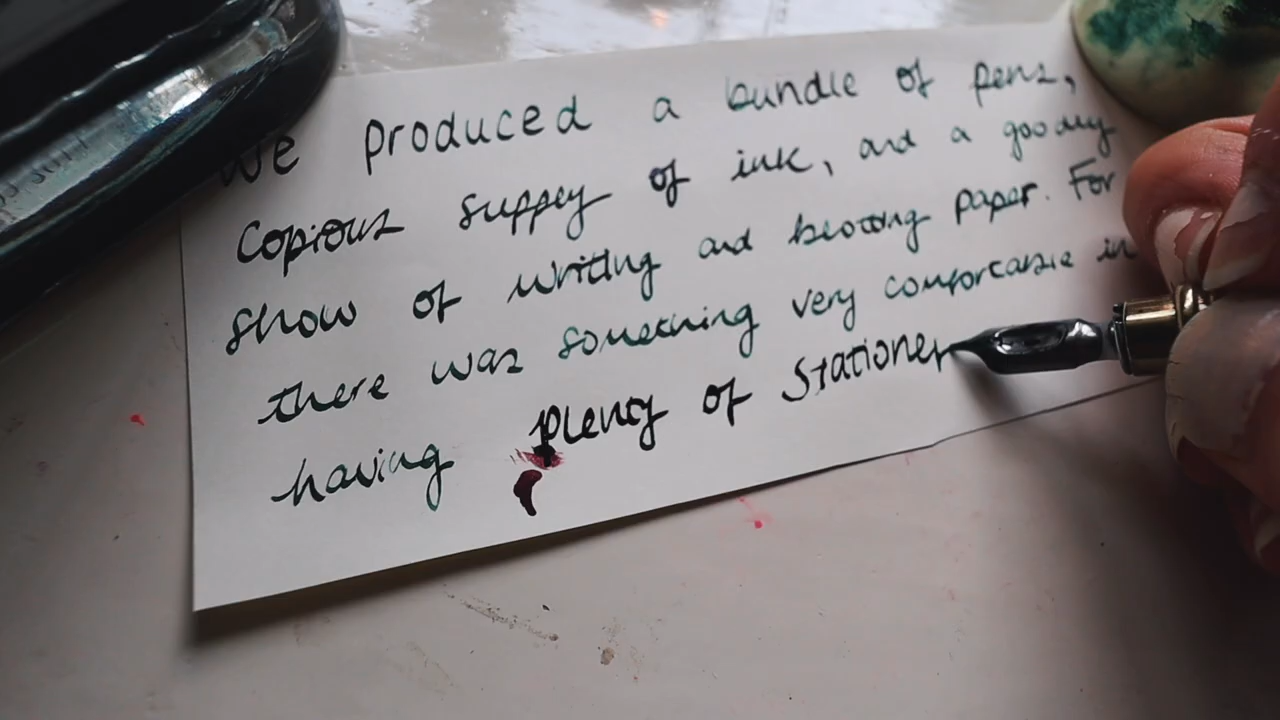 We produced a bundle of pens,
Copious supply of ink, and a goodly
show of writing and blotting paper. For
there was something very comfortable in
having plenty of Stationer